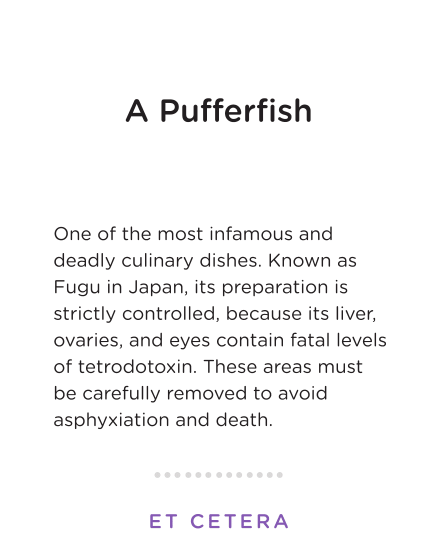 A Pufferfish
One of the most infamous and
deadly culinary dishes. Known as
Fugu in Japan, its preparation is
strictly controlled, because its liver,
ovaries, and eyes contain fatal levels
of tetrodotoxin. These areas must
be carefully removed to avoid
asphyxiation and death.
ET CETERA